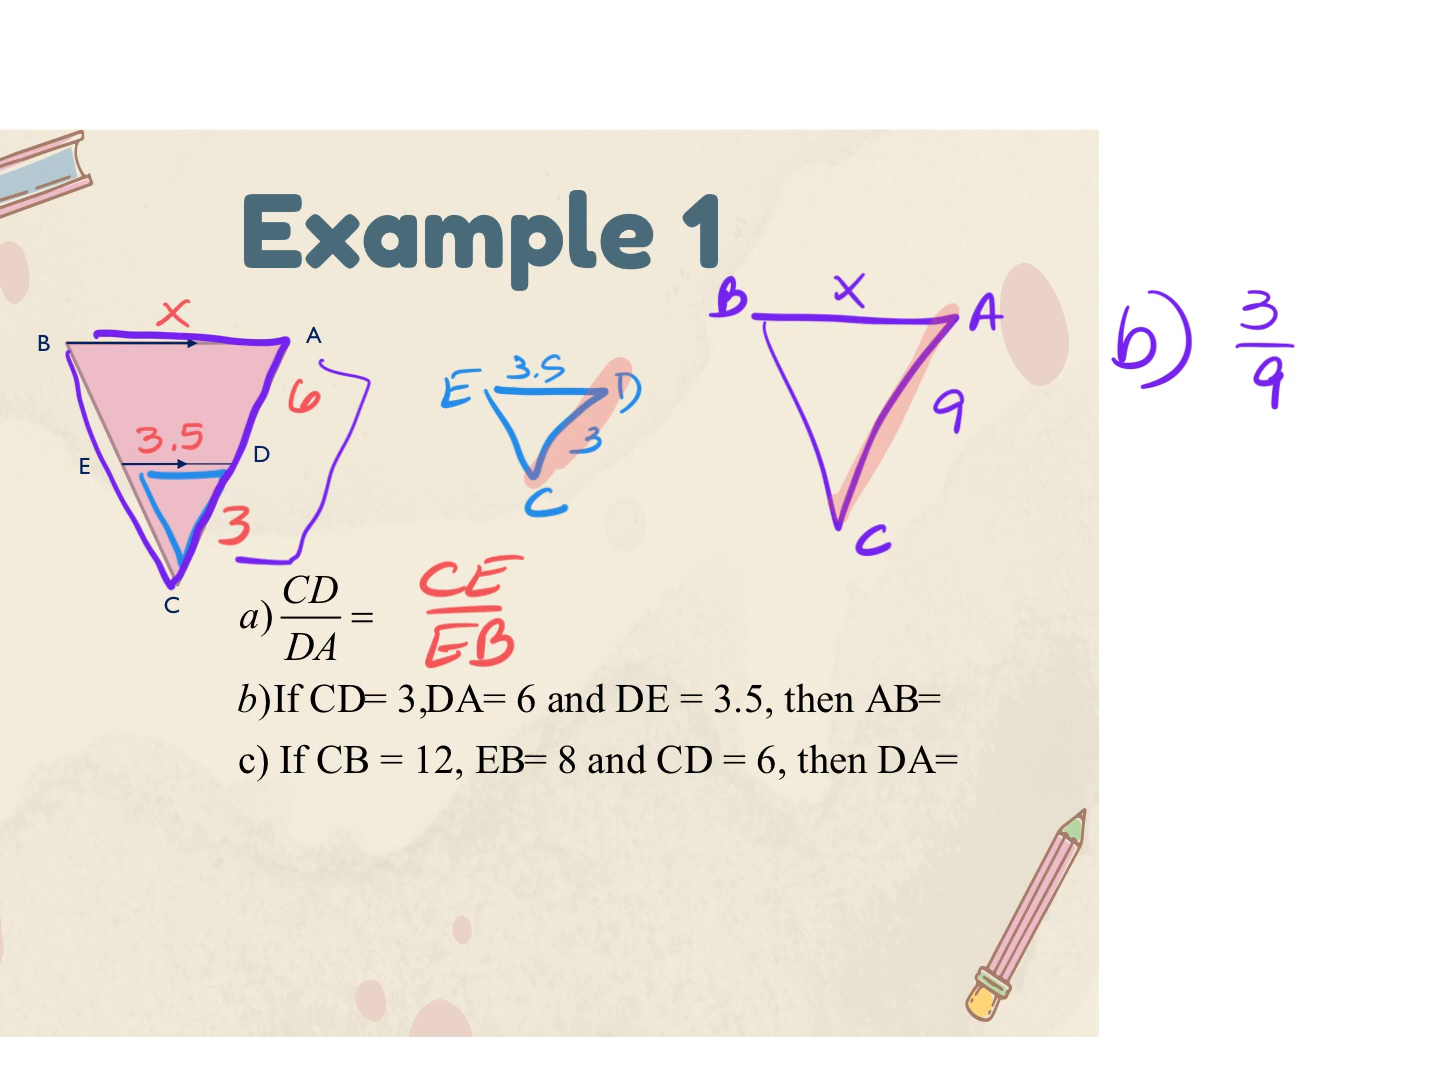 Example 1
B x A
6
3.5
E D
3
C
E 3.5 D
3
C
B x A
9
C
b) 3/9
a) CD/DA = CE/EB
b)If CD= 3,DA= 6 and DE = 3.5, then AB=
c) If CB = 12, EB= 8 and CD = 6, then DA=